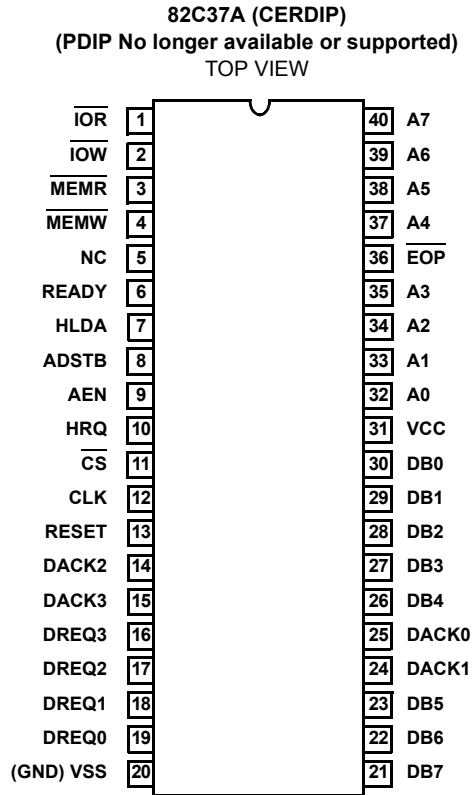 82C37A (CERDIP)
(PDIP No longer available or supported)
TOP VIEW
IOR 1 40 A7
IOW 2 39 A6
MEMR 3 38 A5
MEMW 4 37 A4
NC 5 36 EOP
READY 6 35 A3
HLDA 7 34 A2
ADSTB 8 33 A1
AEN 9 32 A0
HRQ 10 31 VCC
CS 11 30 DB0
CLK 12 29 DB1
RESET 13 28 DB2
DACK2 14 27 DB3
DACK3 15 26 DB4
DREQ3 16 25 DACK0
DREQ2 17 24 DACK1
DREQ1 18 23 DB5
DREQ0 19 22 DB6
(GND) VSS 20 21 DB7